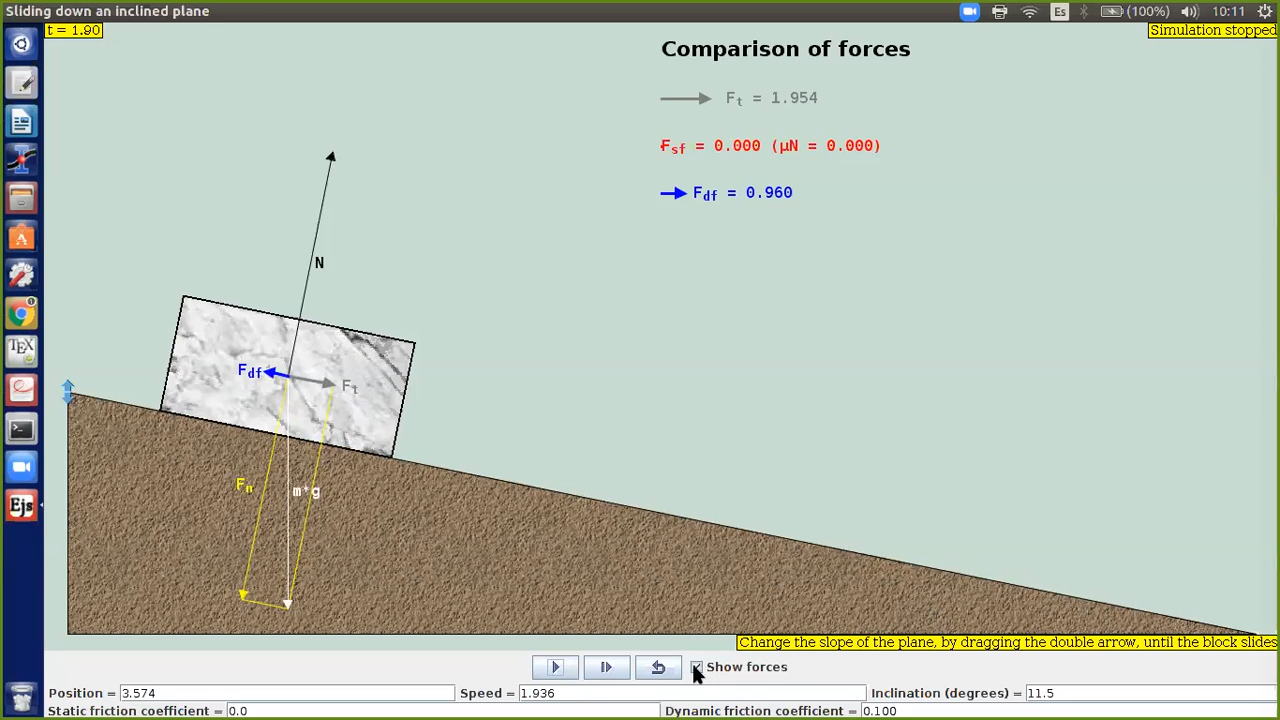 Sliding down an inclined plane
Es
(100%)
10:11
t = 1.90
Simulation stopped
Comparison of forces
Ft = 1.954
Fsf = 0.000 (μN = 0.000)
Fdf = 0.960
N
Fdf
Ft
Fn
m*g
TEX
Ejs
Change the slope of the plane, by dragging the double arrow, until the block slides
Show forces
Position = 3.574 Speed = 1.936 Inclination (degrees) = 11.5
Static friction coefficient = 0.0 Dynamic friction coefficient = 0.100